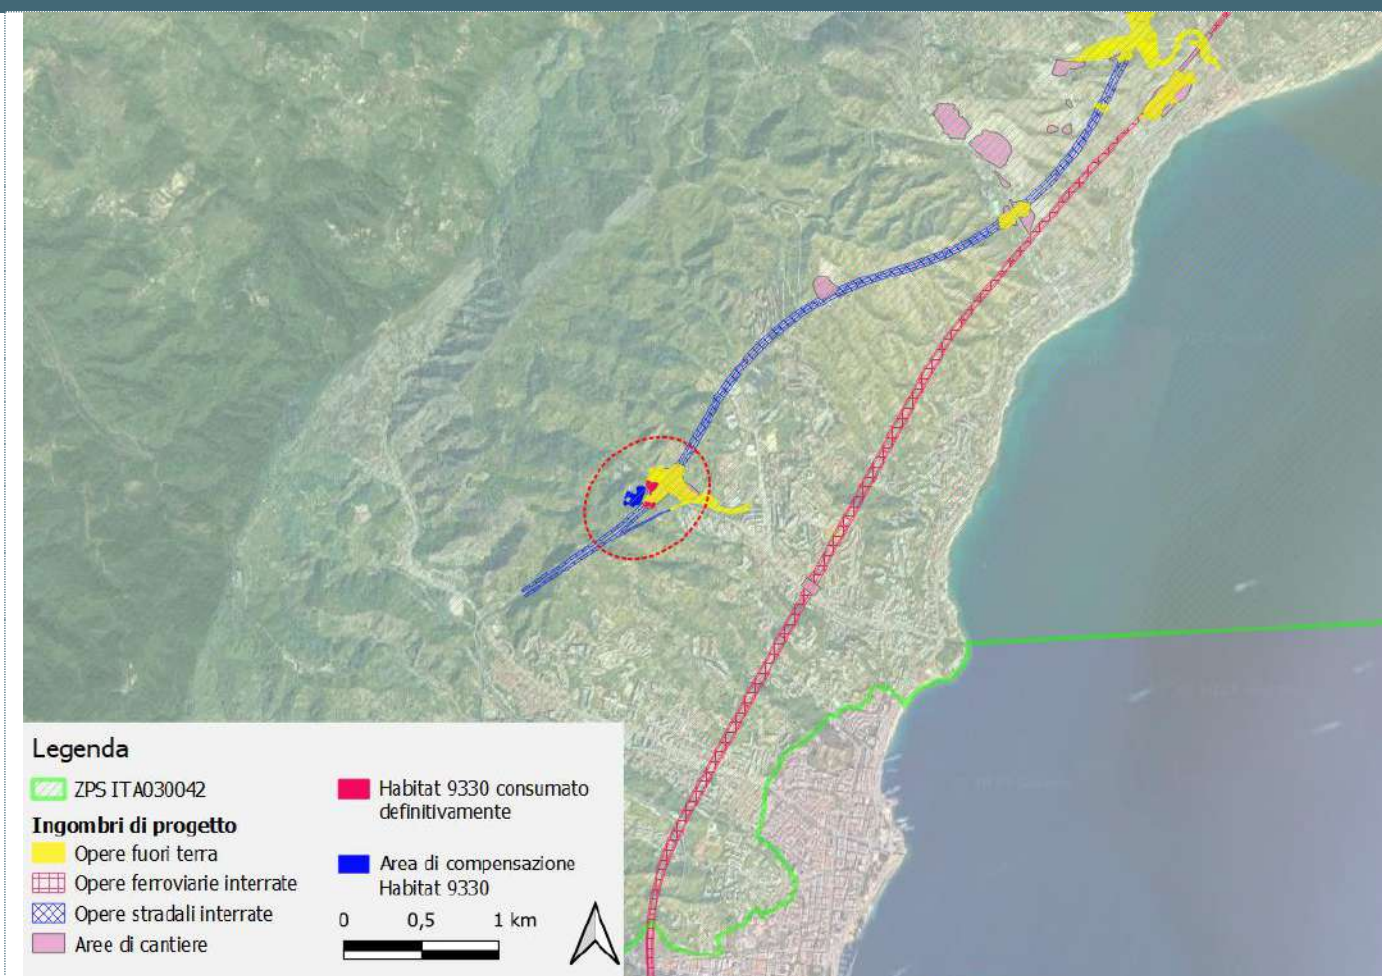 Legenda
ZPS ITA030042
Ingombri di progetto
Opere fuori terra
Opere ferroviarie interrate
Opere stradali interrate
Aree di cantiere
Habitat 9330 consumato
definitivamente
Area di compensazione
Habitat 9330
0 0,5 1 km